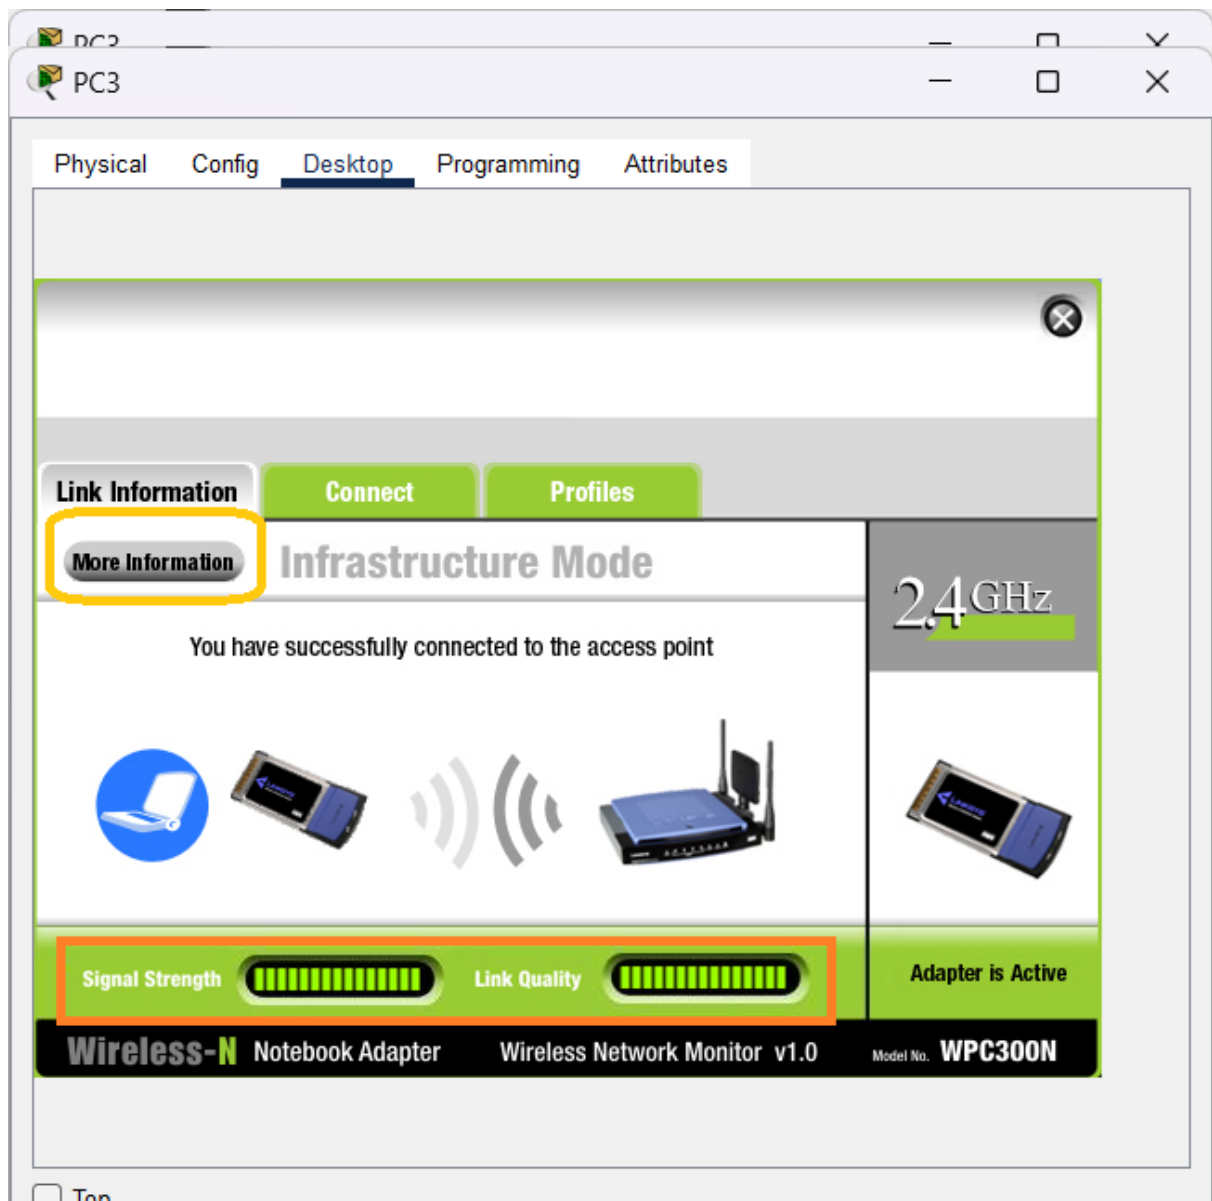 PC3
PC3
Physical Config Desktop Programming Attributes
Link Information Connect Profiles
More Information Infrastructure Mode
2.4GHz
You have successfully connected to the access point
Signal Strength Link Quality Adapter is Active
Wireless-N Notebook Adapter Wireless Network Monitor v1.0 Model No. WPC300N
Top